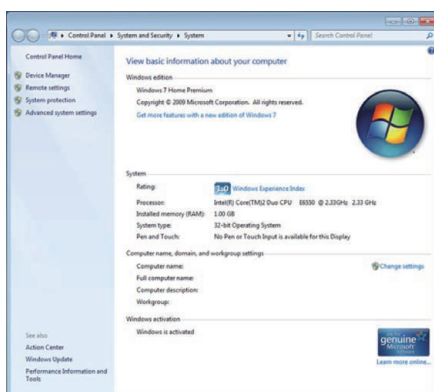 Control Panel ▸ System and Security ▸ System
Search Control Panel
Control Panel Home
Device Manager
Remote settings
System protection
Advanced system settings
View basic information about your computer
Windows edition
Windows 7 Home Premium
Copyright © 2009 Microsoft Corporation. All rights reserved.
Get more features with a new edition of Windows 7
System
Rating: Windows Experience Index
Processor: Intel(R) Core(TM)2 Duo CPU E6550 @ 2.33GHz 2.33 GHz
Installed memory (RAM): 1.00 GB
System type: 32-bit Operating System
Pen and Touch: No Pen or Touch Input is available for this Display
Computer name, domain, and workgroup settings
Computer name: Change settings
Full computer name:
Computer description:
Workgroup:
Windows activation
Windows is activated
genuine
Microsoft
Learn more online...
See also
Action Center
Windows Update
Performance Information and
Tools